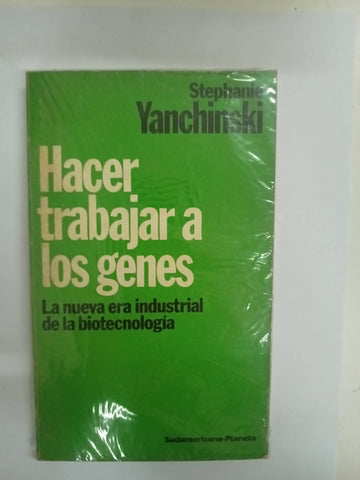 Stephanie
Yanchinski
Hacer
trabajar a
los genes
La nueva era industrial
de la biotecnología
Sudamericana-Planeta